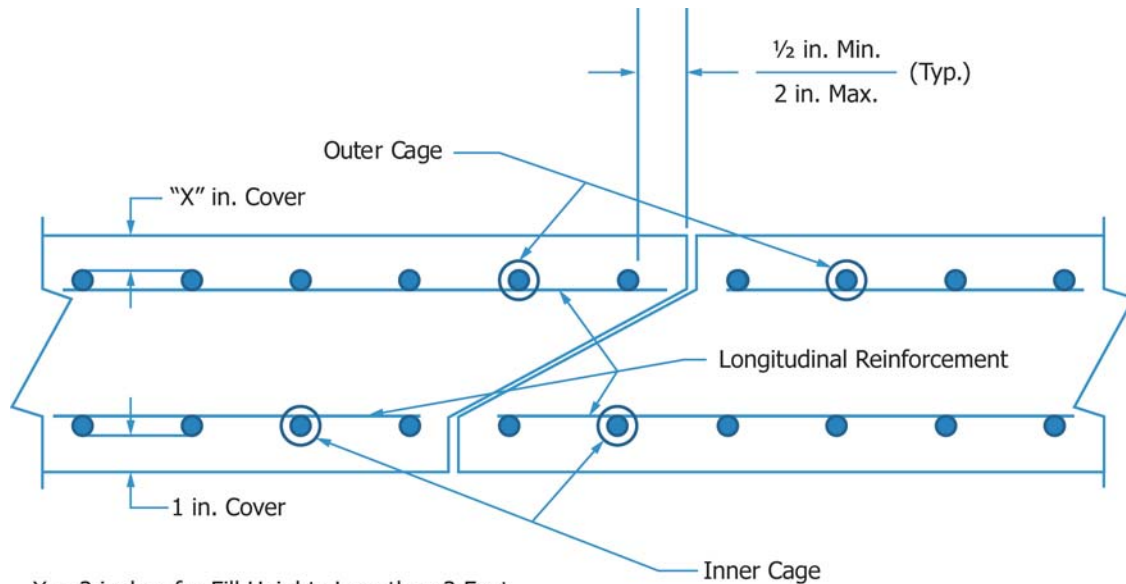 ½ in. Min.
2 in. Max.
(Typ.)
Outer Cage
“X” in. Cover
Longitudinal Reinforcement
1 in. Cover
Inner Cage